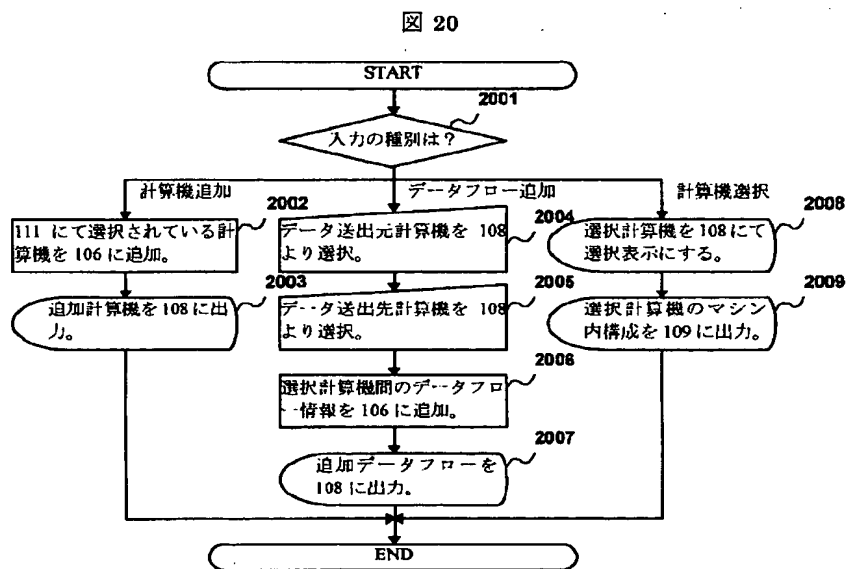 図 20
START
2001
入力の種別は？
計算機追加
データフロー追加
計算機選択
2002
111 にて選択されている計
算機を 106 に追加。
2003
追加計算機を 108 に出
力。
2004
データ送出元計算機を 108
より選択。
2005
データ送出先計算機を 108
より選択。
2006
選択計算機間のデータフロ
ー情報を 106 に追加。
2007
追加データフローを
108 に出力。
2008
選択計算機を 108 にて
選択表示にする。
2009
選択計算機のマシン
内構成を 109 に出力。
END